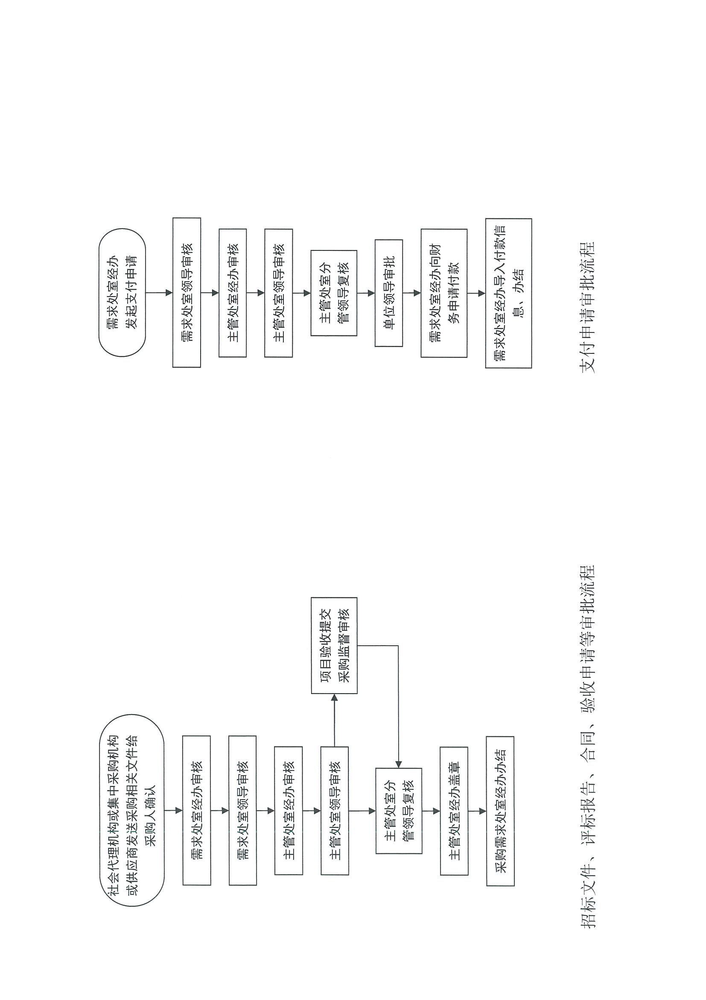 社会代理机构或集中采购机构
或供应商发送采购相关文件给
采购人确认
需求处室经办审核
需求处室领导审核
主管处室经办审核
主管处室领导审核
项目验收提交
采购监督审核
主管处室分
管领导复核
主管处室经办盖章
采购需求处室经办办结
招标文件、评标报告、合同、验收申请等审批流程
需求处室经办
发起支付申请
需求处室领导审核
主管处室经办审核
主管处室领导审核
主管处室分
管领导复核
单位领导审批
需求处室经办向财
务申请付款
需求处室经办导入付款信
息、办结
支付申请审批流程